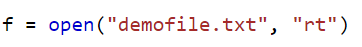 f = open("demofile.txt", "rt")